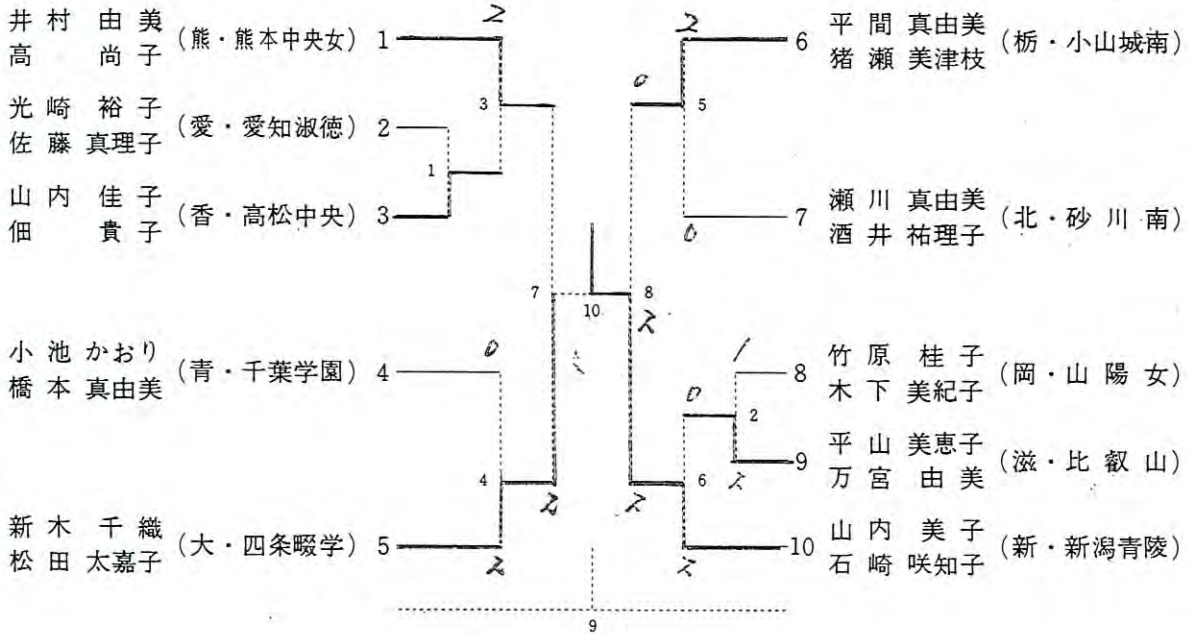 井村 由美
高 尚子
(熊・熊本中央女) 1
光崎 裕子
佐藤 真理子
(愛・愛知淑徳) 2
山内 佳子
佃 貴子
(香・高松中央) 3
小池 かおり
橋本 真由美
(青・千葉学園) 4
新木 千織
松田 太嘉子
(大・四条畷学) 5
2
3
1
7
0
4
2
2
10
9
2
0
5
0
8
2
1
0
2
2
2
6
2
6 平間 真由美
猪瀬 美津枝
(栃・小山城南)
7 瀬川 真由美
酒井 祐理子
(北・砂川南)
8 竹原 桂子
木下 美紀子
(岡・山陽女)
9 平山 美恵子
万宮 由美
(滋・比叡山)
10 山内 美子
石崎 咲知子
(新・新潟青陵)